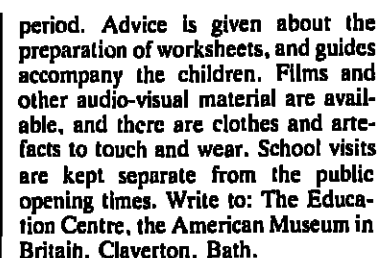 period. Advice is given about the
preparation of worksheets, and guides
accompany the children. Films and
other audio-visual material are avail-
able, and there are clothes and arte-
facts to touch and wear. School visits
are kept separate from the public
opening times. Write to: The Educa-
tion Centre, the American Museum in
Britain, Claverton, Bath.